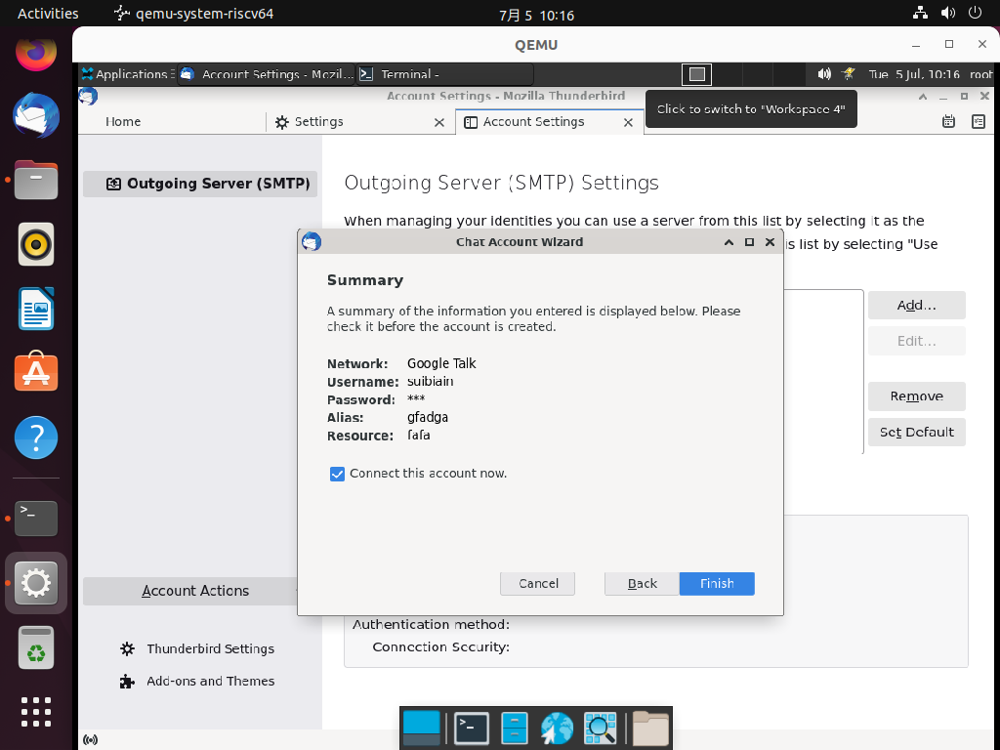 Activities
qemu-system-riscv64
7月 5 10:16
QEMU
Applications
Account Settings - Mozil...
Terminal -
Tue 5 Jul, 10:16
root
Account Settings - Mozilla Thunderbird
Click to switch to "Workspace 4"
Home
Settings
Account Settings
Outgoing Server (SMTP)
Outgoing Server (SMTP) Settings
When managing your identities you can use a server from this list by selecting it as the
is list by selecting "Use
Chat Account Wizard
Summary
A summary of the information you entered is displayed below. Please
check it before the account is created.
Network: Google Talk
Username: suibiain
Password: ***
Alias: gfadga
Resource: fafa
Connect this account now.
Cancel
Back
Finish
Add...
Edit...
Remove
Set Default
Account Actions
Authentication method:
Connection Security:
Thunderbird Settings
Add-ons and Themes